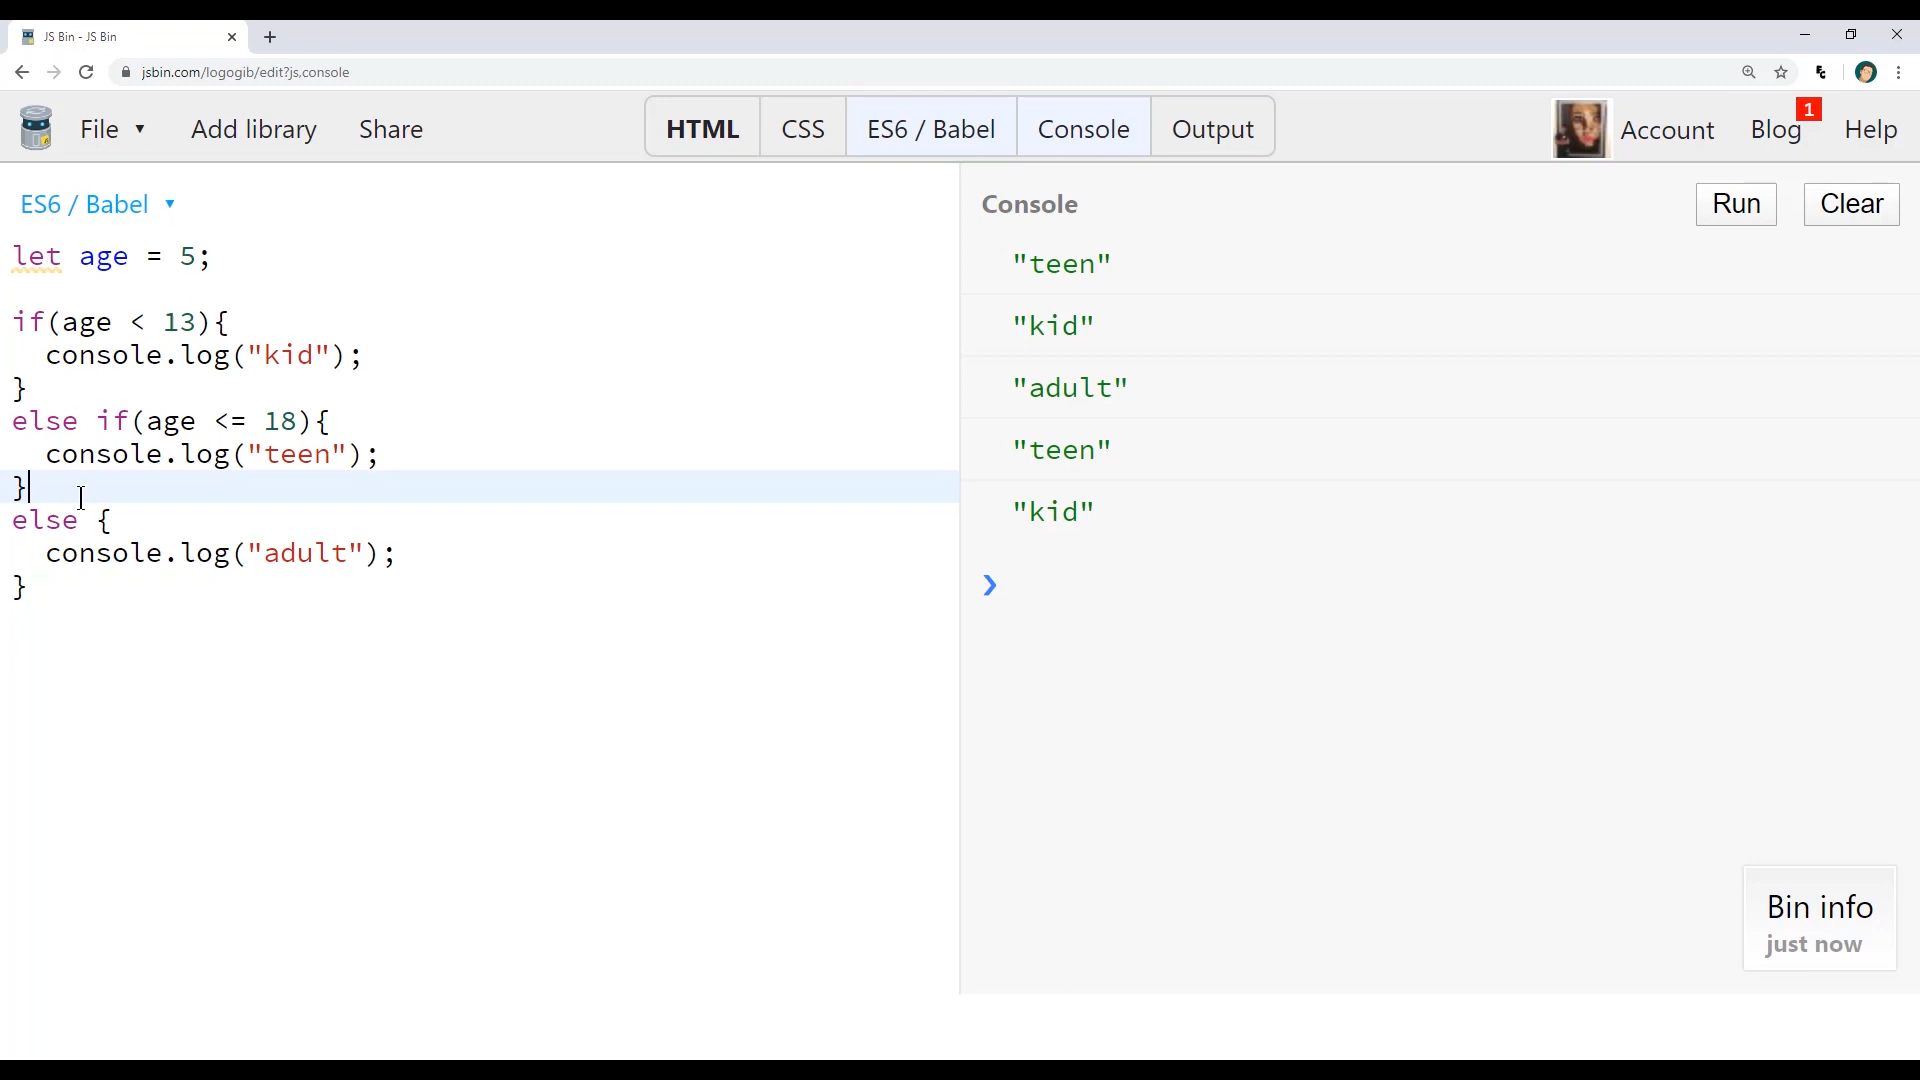 JS Bin - JS Bin
jsbin.com/logogib/edit?js,console
File Add library Share HTML CSS ES6 / Babel Console Output Account Blog 1 Help
ES6 / Babel
let age = 5;
if(age < 13){
  console.log("kid");
}
else if(age <= 18){
  console.log("teen");
}
else {
  console.log("adult");
}
Console Run Clear
"teen"
"kid"
"adult"
"teen"
"kid"
Bin info
just now